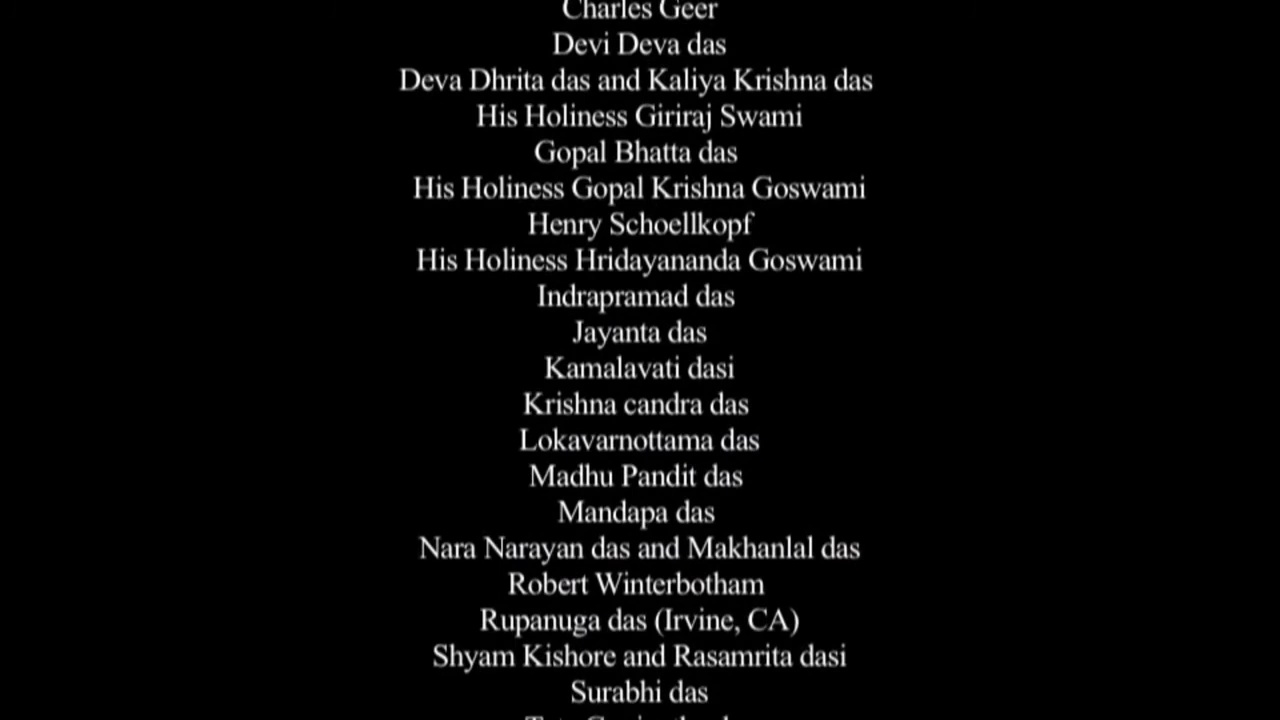 Charles Geer
Devi Deva das
Deva Dhrita das and Kaliya Krishna das
His Holiness Giriraj Swami
Gopal Bhatta das
His Holiness Gopal Krishna Goswami
Henry Schoellkopf
His Holiness Hridayananda Goswami
Indrapramad das
Jayanta das
Kamalavati dasi
Krishna candra das
Lokavarnottama das
Madhu Pandit das
Mandapa das
Nara Narayan das and Makhanlal das
Robert Winterbotham
Rupanuga das (Irvine, CA)
Shyam Kishore and Rasamrita dasi
Surabhi das